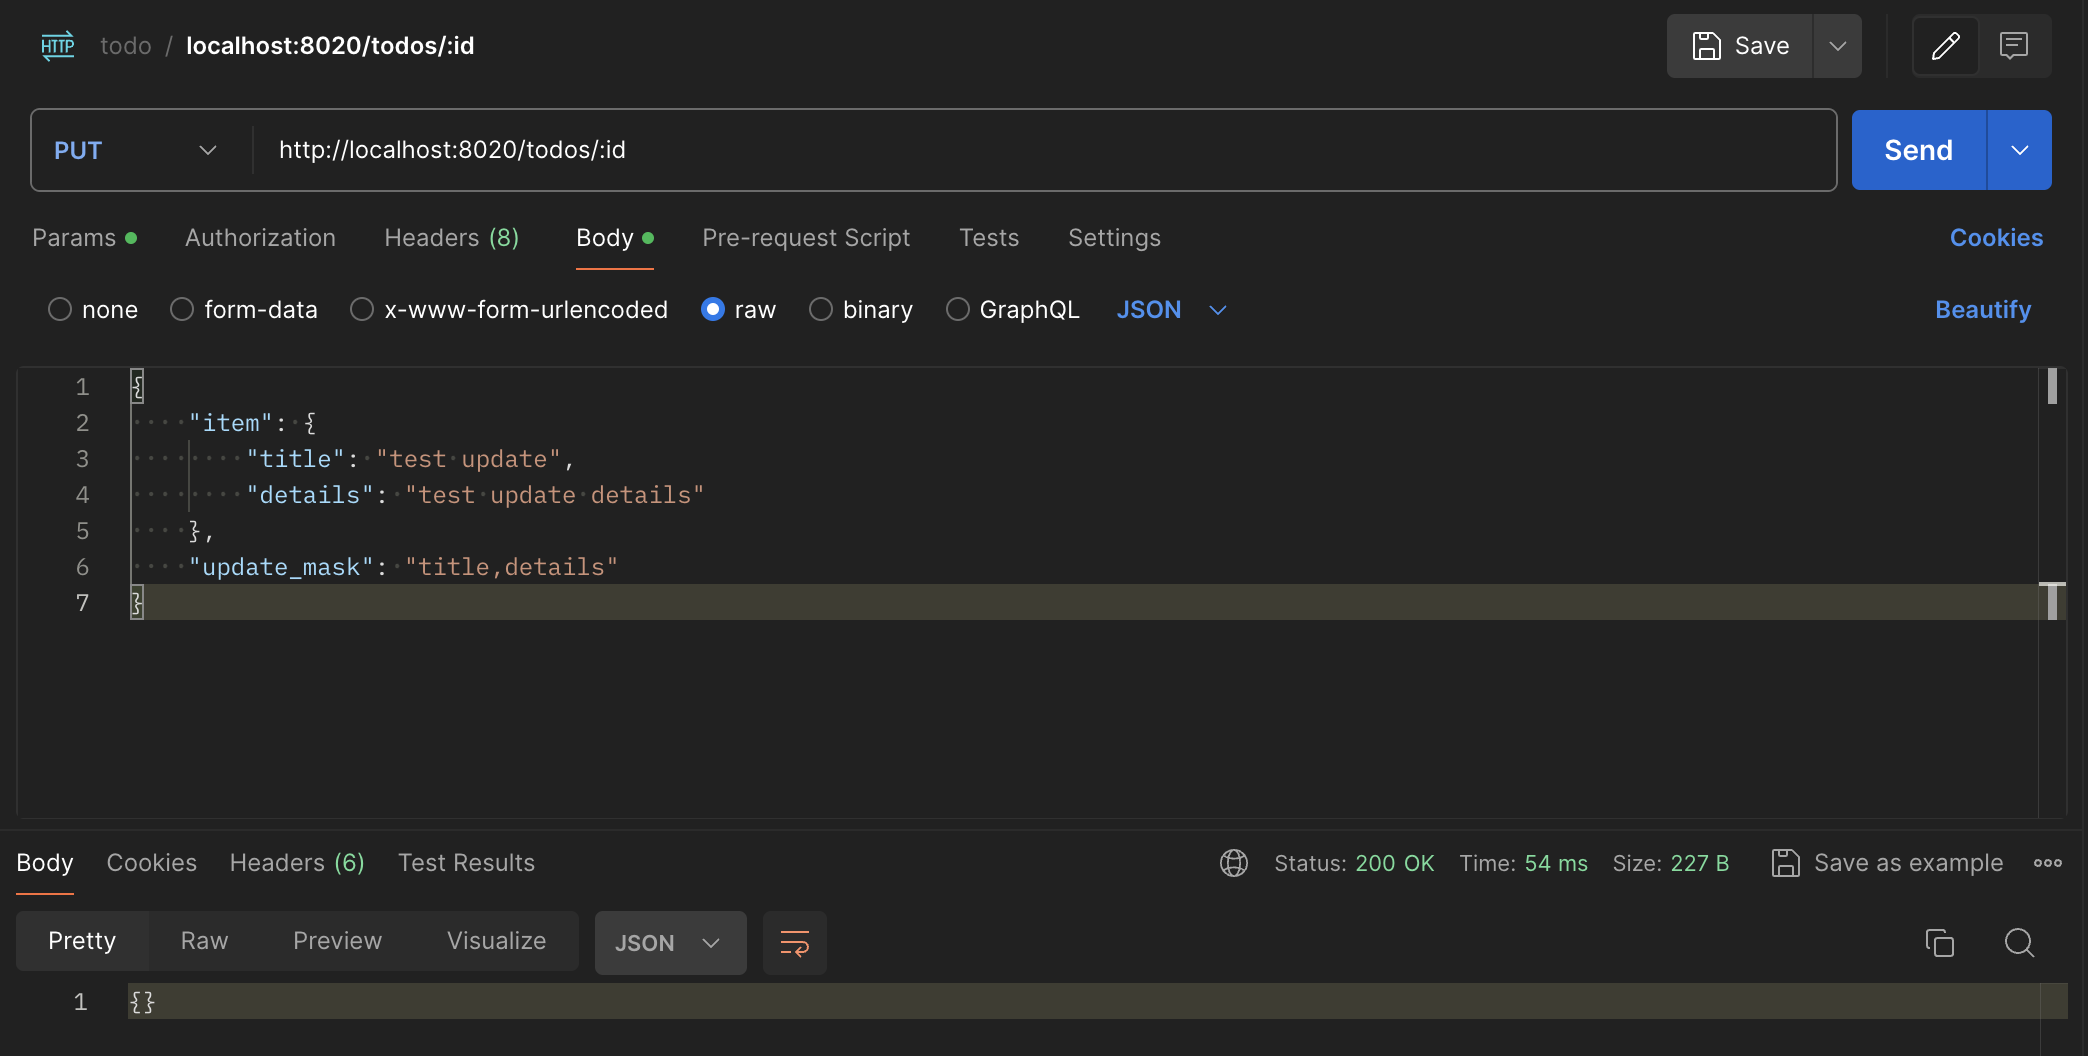 HTTP todo / localhost:8020/todos/:id Save
PUT http://localhost:8020/todos/:id Send
Params Authorization Headers (8) Body Pre-request Script Tests Settings Cookies
none form-data x-www-form-urlencoded raw binary GraphQL JSON Beautify
1 {
2 "item": {
3 "title": "test update",
4 "details": "test update details"
5 },
6 "update_mask": "title,details"
7 }
Body Cookies Headers (6) Test Results Status: 200 OK Time: 54 ms Size: 227 B Save as example
Pretty Raw Preview Visualize JSON
1 {}